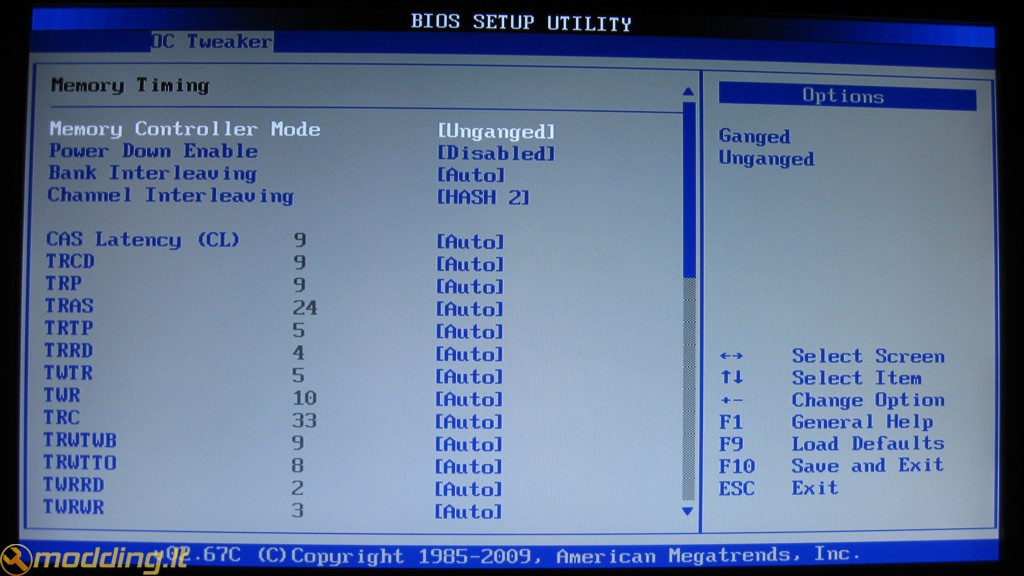 BIOS SETUP UTILITY
OC Tweaker
Memory Timing
Memory Controller Mode [Unganged]
Power Down Enable [Disabled]
Bank Interleaving [Auto]
Channel Interleaving [HASH 2]
CAS Latency (CL) 9 [Auto]
TRCD 9 [Auto]
TRP 9 [Auto]
TRAS 24 [Auto]
TRTP 5 [Auto]
TRRD 4 [Auto]
TWTR 5 [Auto]
TWR 10 [Auto]
TRC 33 [Auto]
TRWTWB 9 [Auto]
TRWTTO 8 [Auto]
TWRRD 2 [Auto]
TWRWR 3 [Auto]
Options
Ganged
Unganged
←→ Select Screen
↑↓ Select Item
+- Change Option
F1 General Help
F9 Load Defaults
F10 Save and Exit
ESC Exit
.67C (C)Copyright 1985-2009, American Megatrends, Inc.
modding.it